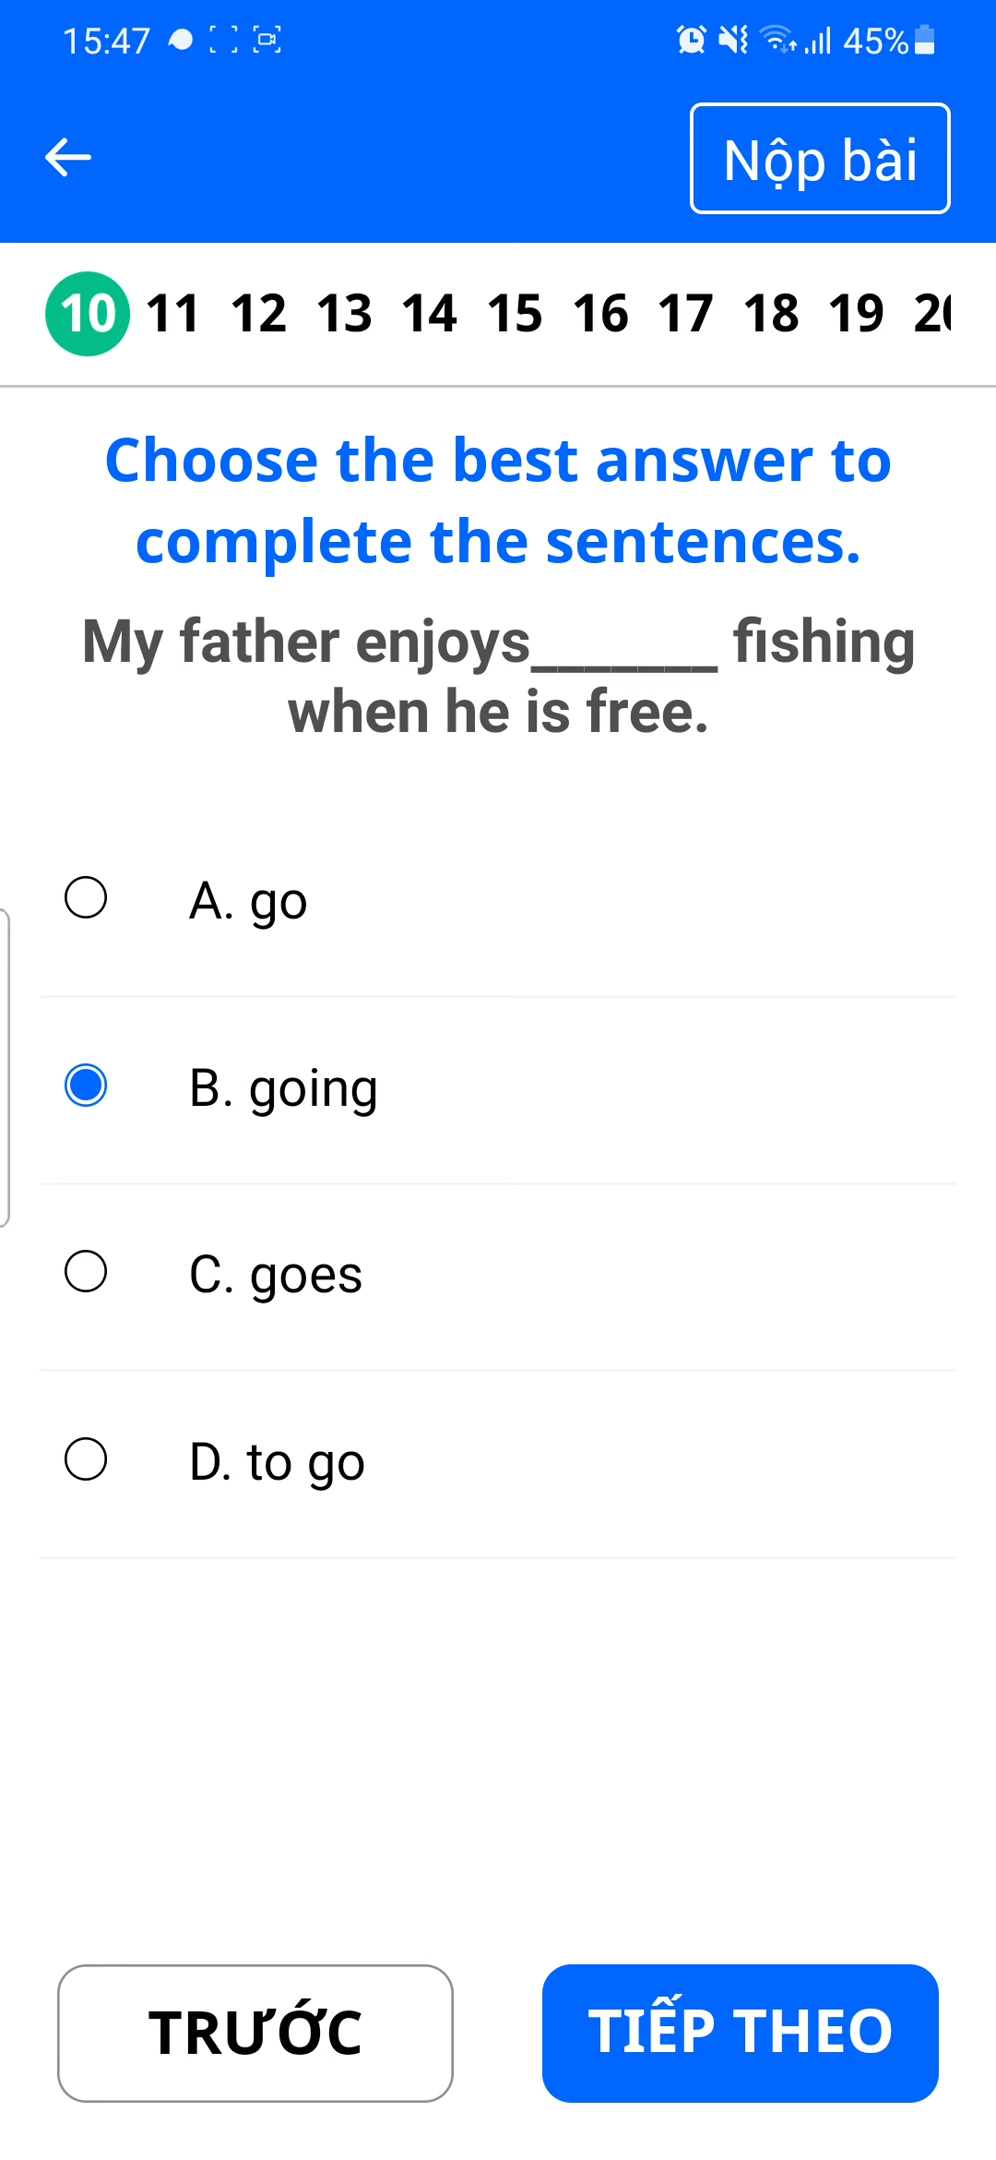 15:47 45%
Nộp bài
10 11 12 13 14 15 16 17 18 19
Choose the best answer to
complete the sentences.
My father enjoys_______ fishing
when he is free.
A. go
B. going
C. goes
D. to go
TRƯỚC TIẾP THEO